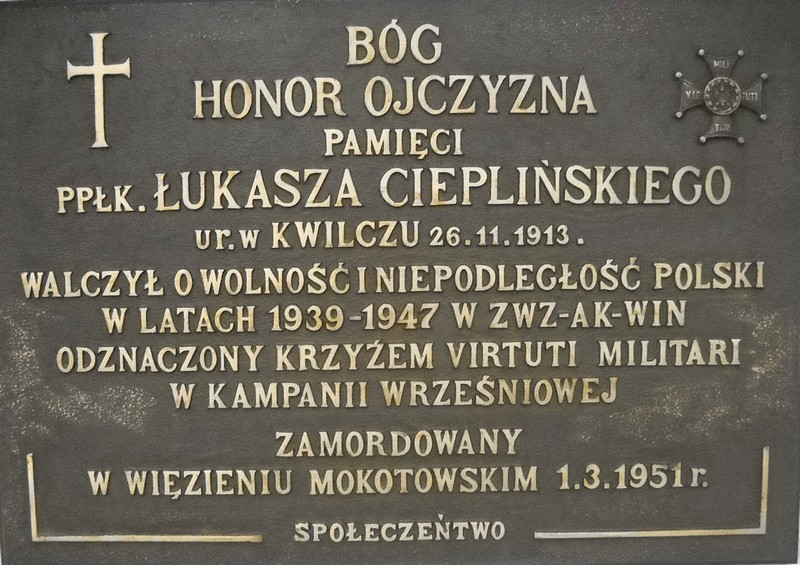 BÓG
HONOR OJCZYZNA
PAMIĘCI
PPŁK. ŁUKASZA CIEPLIŃSKIEGO
ur. w KWILCZU 26.11.1913.
WALCZYŁ O WOLNOŚĆ I NIEPODLEGŁOŚĆ POLSKI
W LATACH 1939-1947 W ZWZ-AK-WIN
ODZNACZONY KRZYŻEM VIRTUTI MILITARI
W KAMPANII WRZEŚNIOWEJ
ZAMORDOWANY
W WIĘZIENIU MOKOTOWSKIM 1.3.1951 r.
SPOŁECZEŃTWO